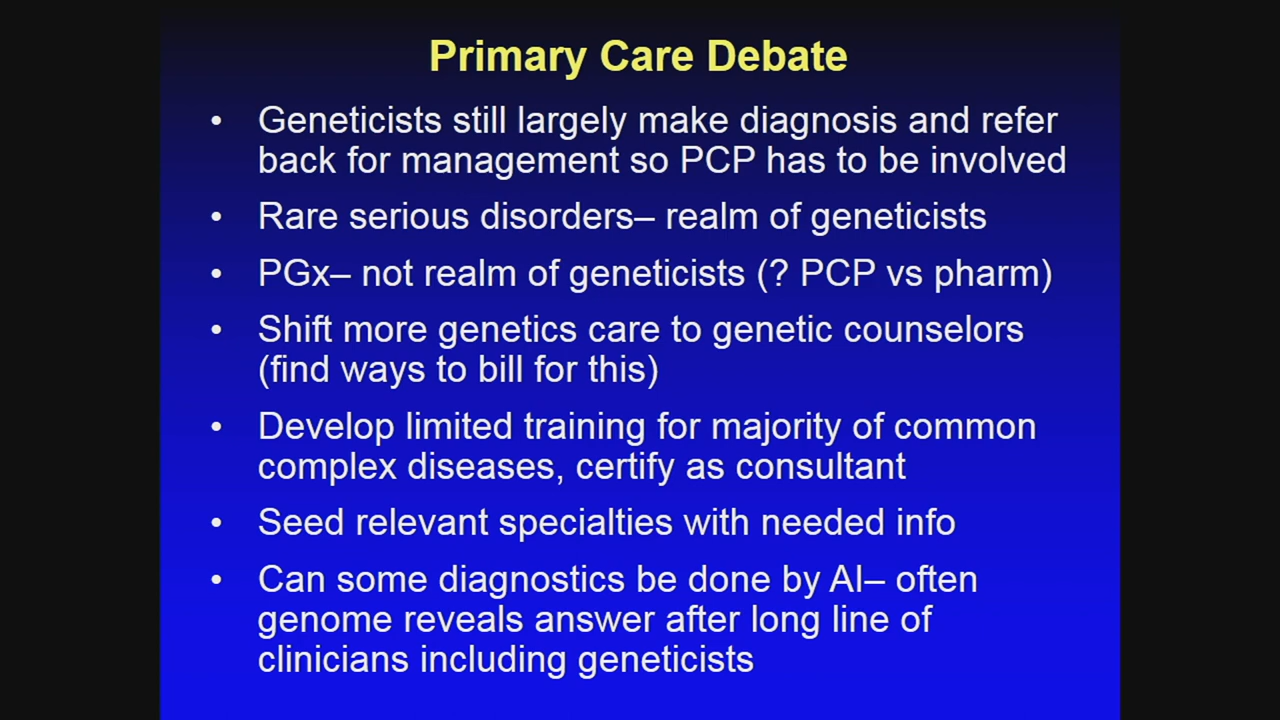 Primary Care Debate
• Geneticists still largely make diagnosis and refer
back for management so PCP has to be involved
• Rare serious disorders– realm of geneticists
• PGx– not realm of geneticists (? PCP vs pharm)
• Shift more genetics care to genetic counselors
(find ways to bill for this)
• Develop limited training for majority of common
complex diseases, certify as consultant
• Seed relevant specialties with needed info
• Can some diagnostics be done by AI– often
genome reveals answer after long line of
clinicians including geneticists